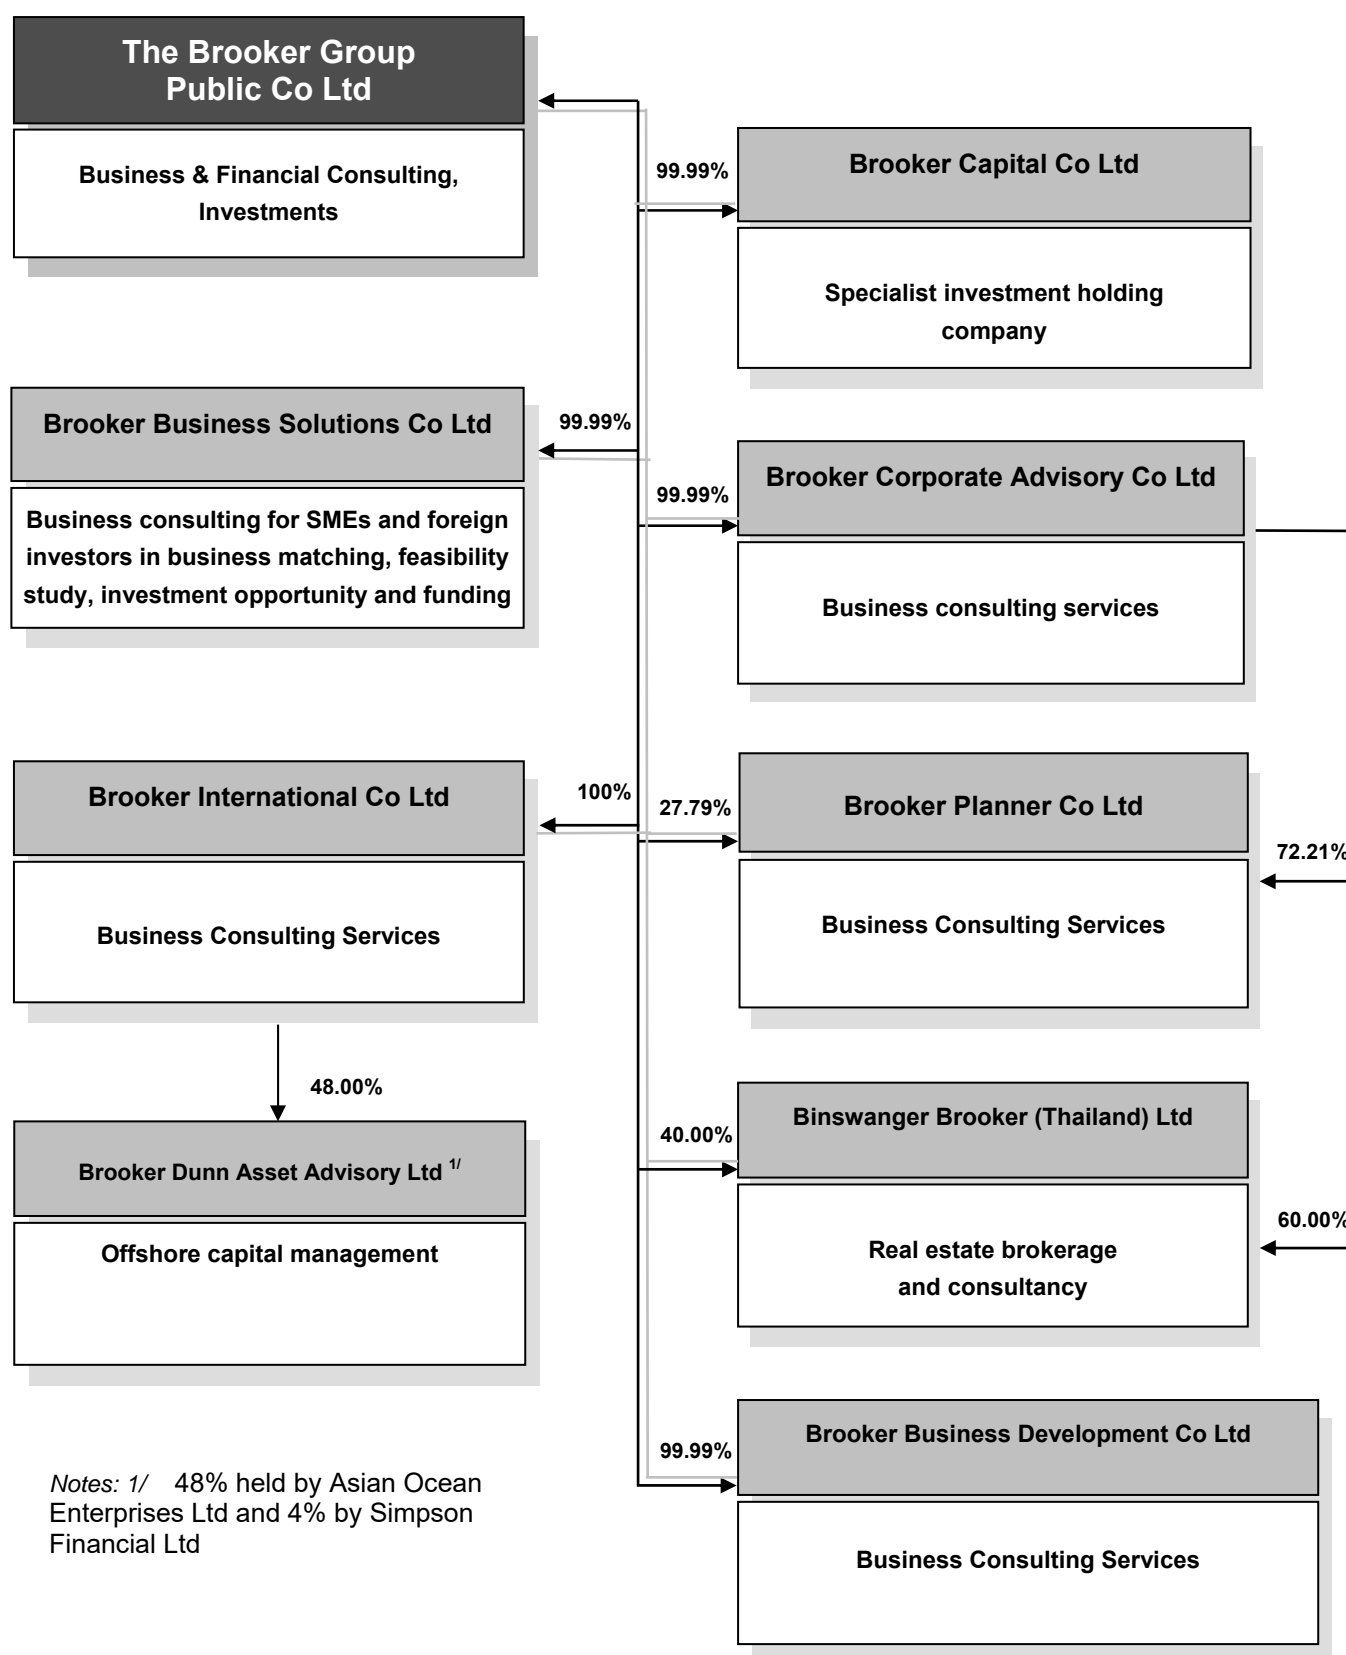 The Brooker Group
Public Co Ltd
Business & Financial Consulting,
Investments
99.99%
Brooker Capital Co Ltd
Specialist investment holding
company
Brooker Business Solutions Co Ltd
99.99%
Business consulting for SMEs and foreign
investors in business matching, feasibility
study, investment opportunity and funding
99.99%
Brooker Corporate Advisory Co Ltd
Business consulting services
Brooker International Co Ltd
100%
Business Consulting Services
27.79%
Brooker Planner Co Ltd
72.21%
Business Consulting Services
48.00%
Brooker Dunn Asset Advisory Ltd 1/
Offshore capital management
40.00%
Binswanger Brooker (Thailand) Ltd
60.00%
Real estate brokerage
and consultancy
99.99%
Brooker Business Development Co Ltd
Business Consulting Services
Notes: 1/ 48% held by Asian Ocean
Enterprises Ltd and 4% by Simpson
Financial Ltd